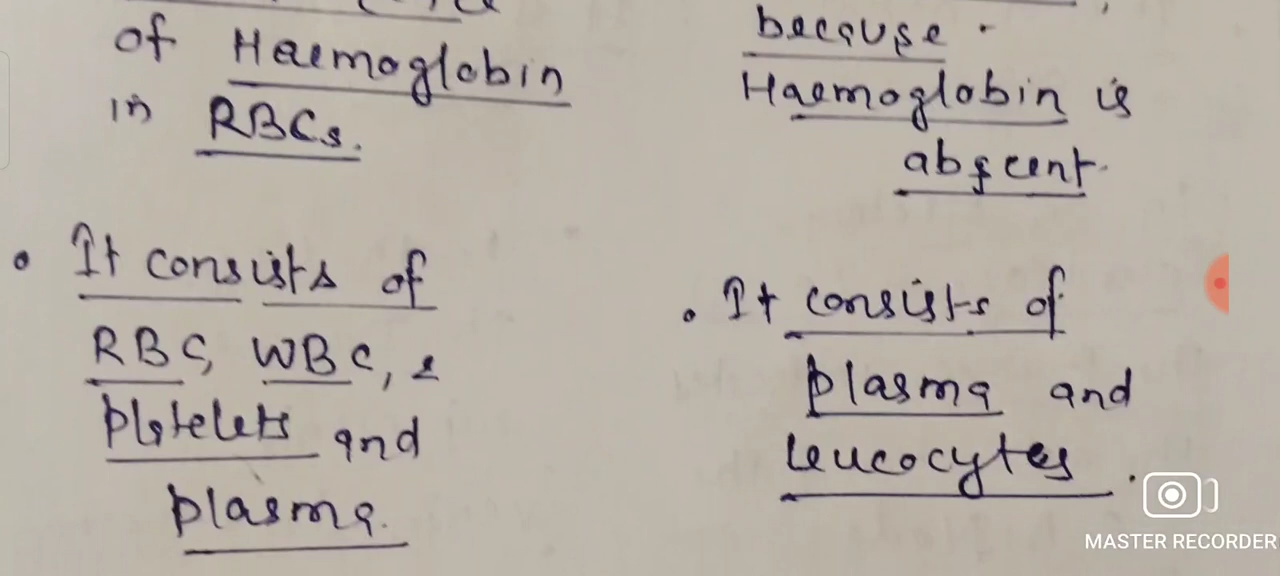 of Haemoglobin
in RBCs.
• It consists of
RBC, WBC, &
platelets and
plasma.
because
Haemoglobin is
abscent.
• It consists of
plasma and
leucocytes.
MASTER RECORDER